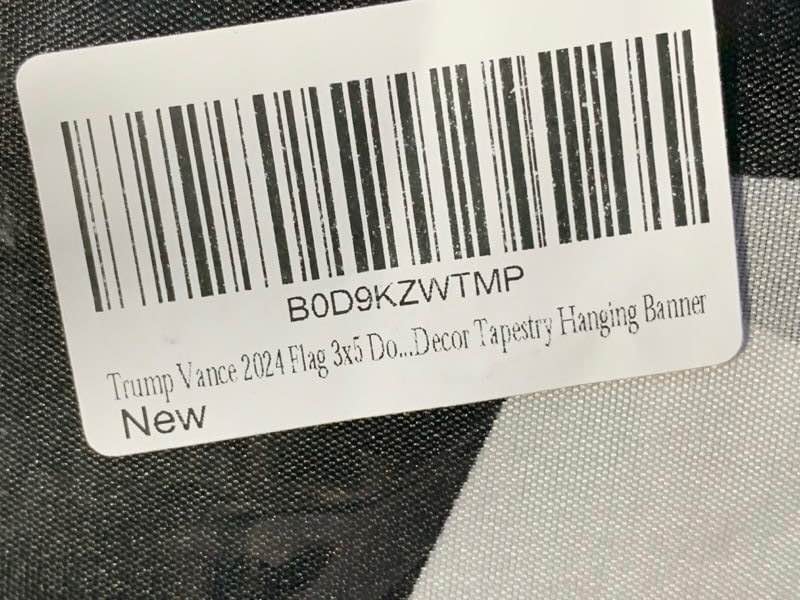 B0D9KZWTMP
Trump Vance 2024 Flag 3x5 Do...Decor Tapestry Hanging Banner
New